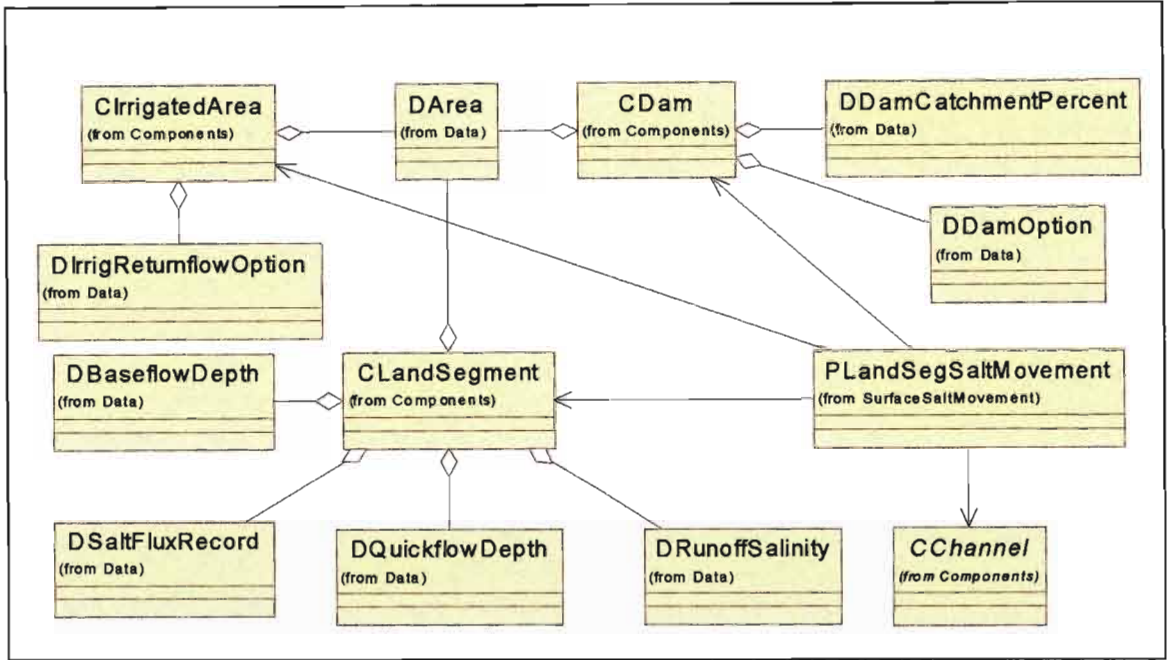 CIrrigatedArea
(from Components)
DArea
(from Data)
CDam
(from Components)
DDamCatchmentPercent
(from Data)
DDamOption
(from Data)
DIrrigReturnflowOption
(from Data)
DBaseflowDepth
(from Data)
CLandSegment
(from Components)
PLandSegSaltMovement
(from SurfaceSaltMovement)
DSaltFluxRecord
(from Data)
DQuickflowDepth
(from Data)
DRunoffSalinity
(from Data)
CChannel
(from Components)